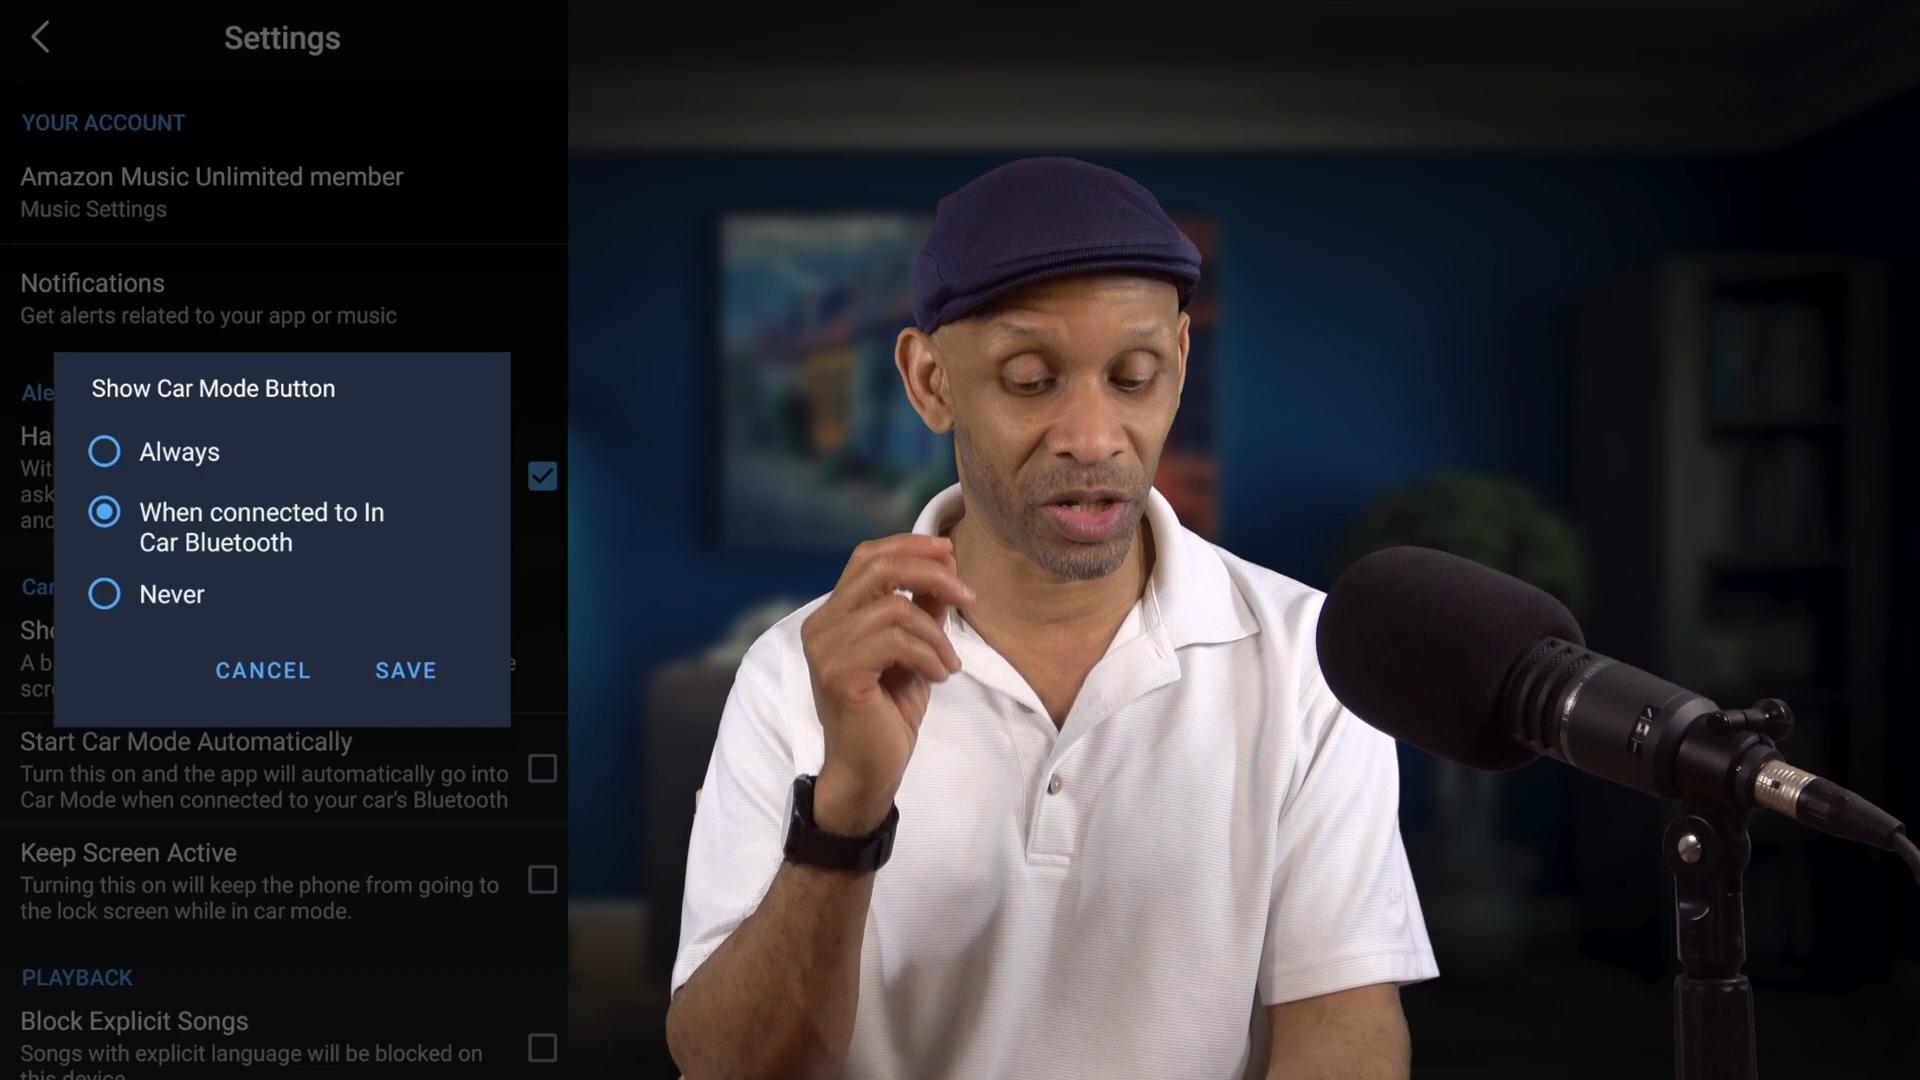 Settings
YOUR ACCOUNT
Amazon Music Unlimited member
Music Settings
Notifications
Get alerts related to your app or music
Show Car Mode Button
Always
When connected to In
Car Bluetooth
Never
CANCEL
SAVE
Start Car Mode Automatically
Turn this on and the app will automatically go into
Car Mode when connected to your car's Bluetooth
Keep Screen Active
Turning this on will keep the phone from going to
the lock screen while in car mode.
PLAYBACK
Block Explicit Songs
Songs with explicit language will be blocked on
this device